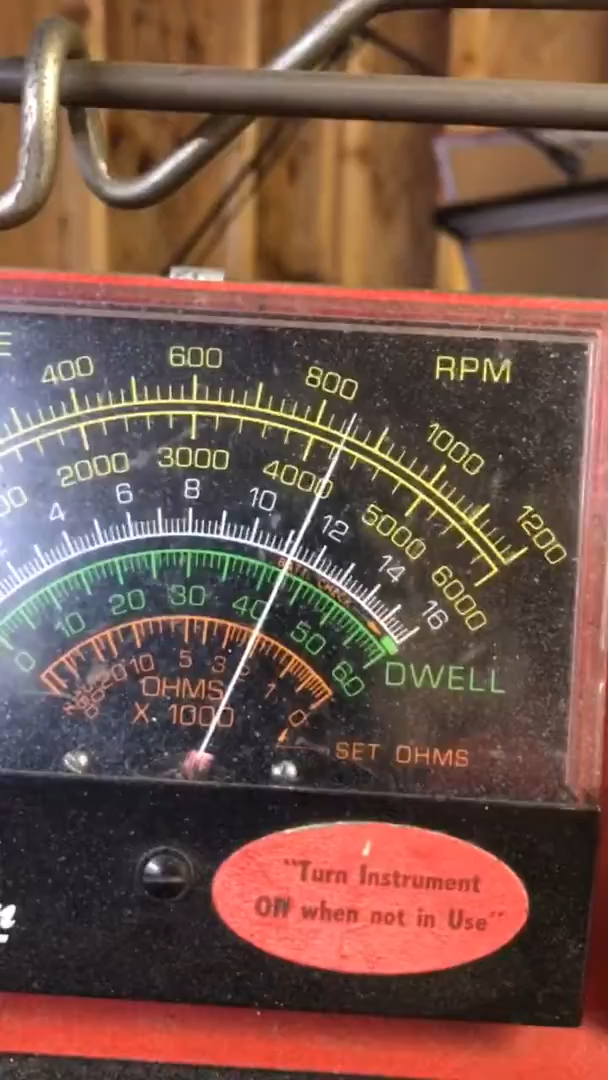 E
RPM
400 600 800 1000 1200
2000 3000 4000 5000 6000
4 6 8 10 12 14 16
0 10 20 30 40 50 60
DWELL
20 10 5 3 1 0
OHMS
X 1000
SET OHMS
"Turn Instrument
Off when not in Use"